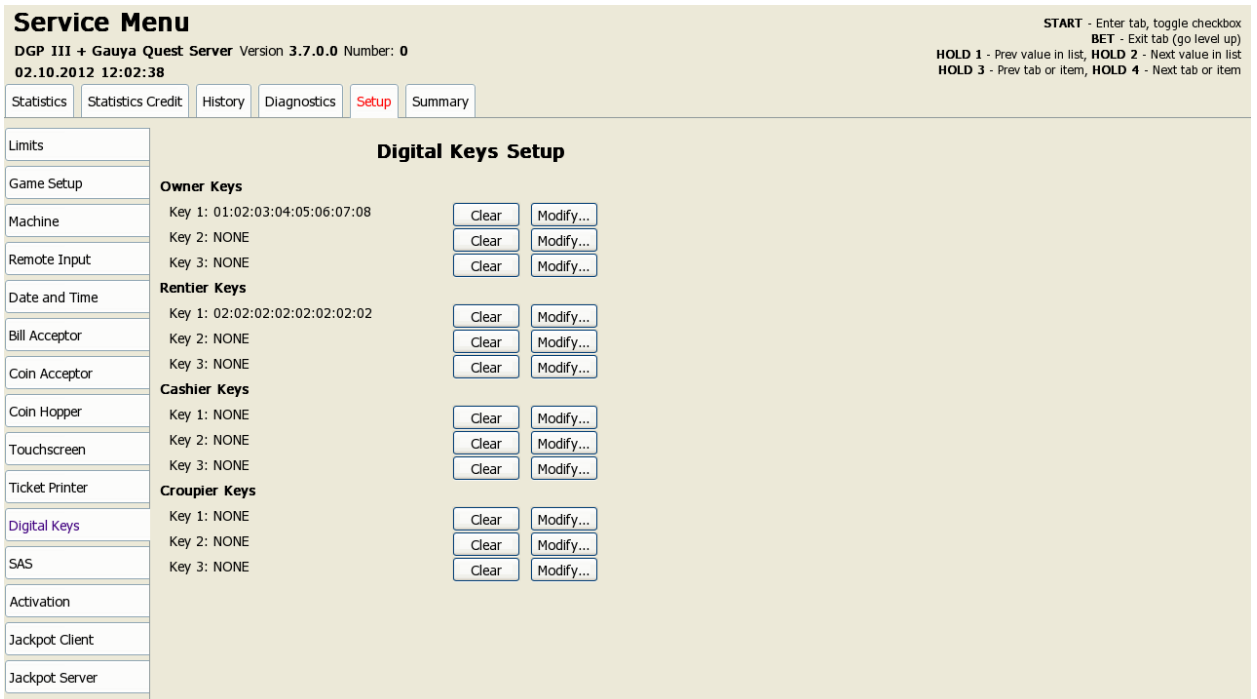 Service Menu
DGP III + Gauya Quest Server Version 3.7.0.0 Number: 0
02.10.2012 12:02:38
START - Enter tab, toggle checkbox
BET - Exit tab (go level up)
HOLD 1 - Prev value in list, HOLD 2 - Next value in list
HOLD 3 - Prev tab or item, HOLD 4 - Next tab or item
Statistics Statistics Credit History Diagnostics Setup Summary
Limits
Game Setup
Machine
Remote Input
Date and Time
Bill Acceptor
Coin Acceptor
Coin Hopper
Touchscreen
Ticket Printer
Digital Keys
SAS
Activation
Jackpot Client
Jackpot Server
Digital Keys Setup
Owner Keys
Key 1: 01:02:03:04:05:06:07:08 Clear Modify...
Key 2: NONE Clear Modify...
Key 3: NONE Clear Modify...
Rentier Keys
Key 1: 02:02:02:02:02:02:02:02 Clear Modify...
Key 2: NONE Clear Modify...
Key 3: NONE Clear Modify...
Cashier Keys
Key 1: NONE Clear Modify...
Key 2: NONE Clear Modify...
Key 3: NONE Clear Modify...
Croupier Keys
Key 1: NONE Clear Modify...
Key 2: NONE Clear Modify...
Key 3: NONE Clear Modify...